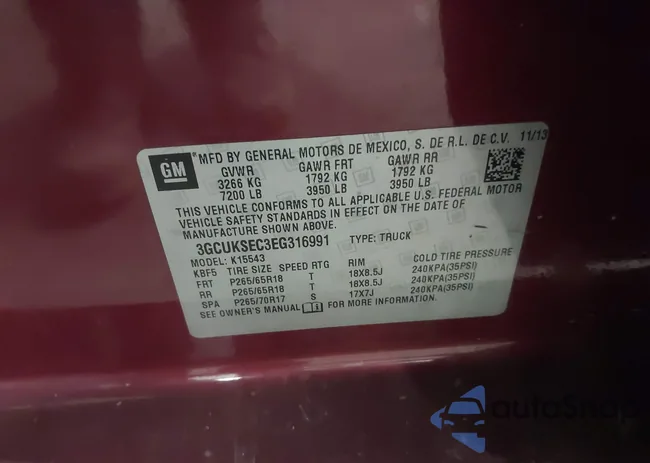 GM
MFD BY GENERAL MOTORS DE MEXICO, S. DE R.L. DE C.V. 11/13
GVWR GAWR FRT GAWR RR
3266 KG 1792 KG 1792 KG
7200 LB 3950 LB 3950 LB
THIS VEHICLE CONFORMS TO ALL APPLICABLE U.S. FEDERAL MOTOR
VEHICLE SAFETY STANDARDS IN EFFECT ON THE DATE OF
MANUFACTURE SHOWN ABOVE.
3GCUKSEC3EG316991 TYPE: TRUCK
MODEL: K15543
KBF5 TIRE SIZE SPEED RTG RIM COLD TIRE PRESSURE
FRT P265/65R18 T 18X8.5J 240KPA(35PSI)
RR P265/65R18 T 18X8.5J 240KPA(35PSI)
SPA P265/70R17 S 17X7J 240KPA(35PSI)
SEE OWNER'S MANUAL FOR MORE INFORMATION.